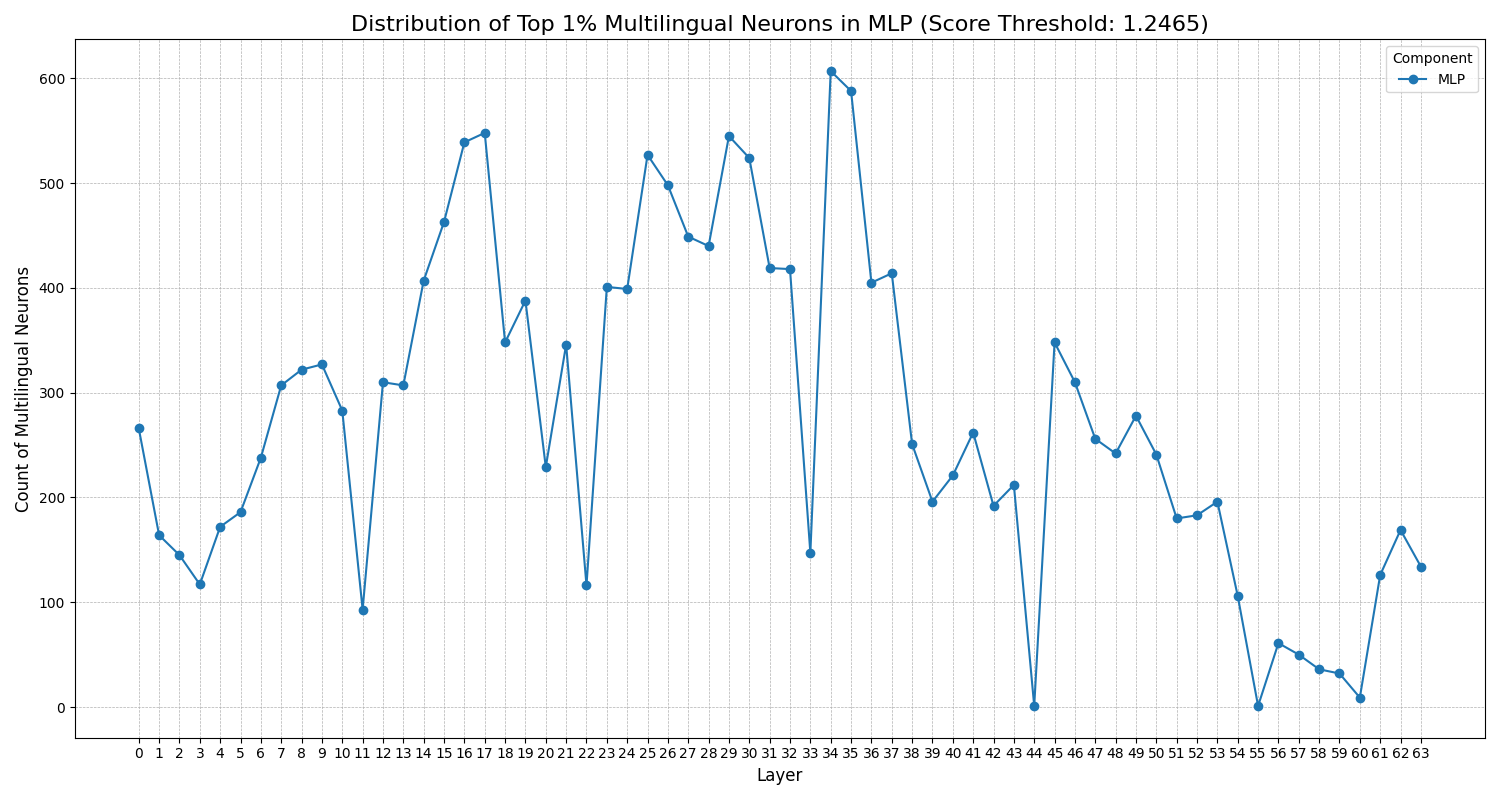 Distribution of Top 1% Multilingual Neurons in MLP (Score Threshold: 1.2465)
Component
MLP
600
500
400
300
200
100
0
Count of Multilingual Neurons
0 1 2 3 4 5 6 7 8 9 10 11 12 13 14 15 16 17 18 19 20 21 22 23 24 25 26 27 28 29 30 31 32 33 34 35 36 37 38 39 40 41 42 43 44 45 46 47 48 49 50 51 52 53 54 55 56 57 58 59 60 61 62 63
Layer